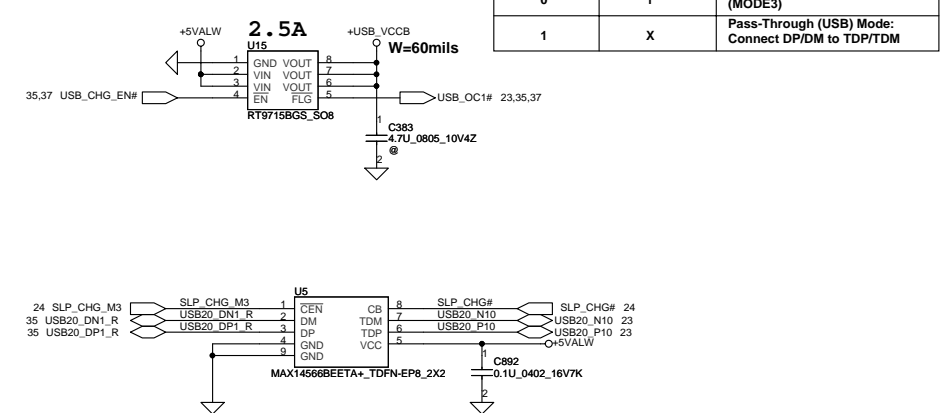 0 1 (MODE3)
1 X Pass-Through (USB) Mode:
Connect DP/DM to TDP/TDM
+5VALW 2.5A +USB_VCCB
U15 W=60mils
1 GND VOUT 8
2 VIN VOUT 7
3 VIN VOUT 6
35,37 USB_CHG_EN# 4 EN FLG 5 USB_OC1# 23,35,37
RT9715BGS_SO8
1
C383
4.7U_0805_10V4Z
@
2
U5
24 SLP_CHG_M3 SLP_CHG_M3 1 CEN CB 8 SLP_CHG# SLP_CHG# 24
35 USB20_DN1_R USB20_DN1_R 2 DM TDM 7 USB20_N10 USB20_N10 23
35 USB20_DP1_R USB20_DP1_R 3 DP TDP 6 USB20_P10 USB20_P10 23
4 GND VCC 5 +5VALW
9 GND
MAX14566BEETA+_TDFN-EP8_2X2
1
C892
0.1U_0402_16V7K
2